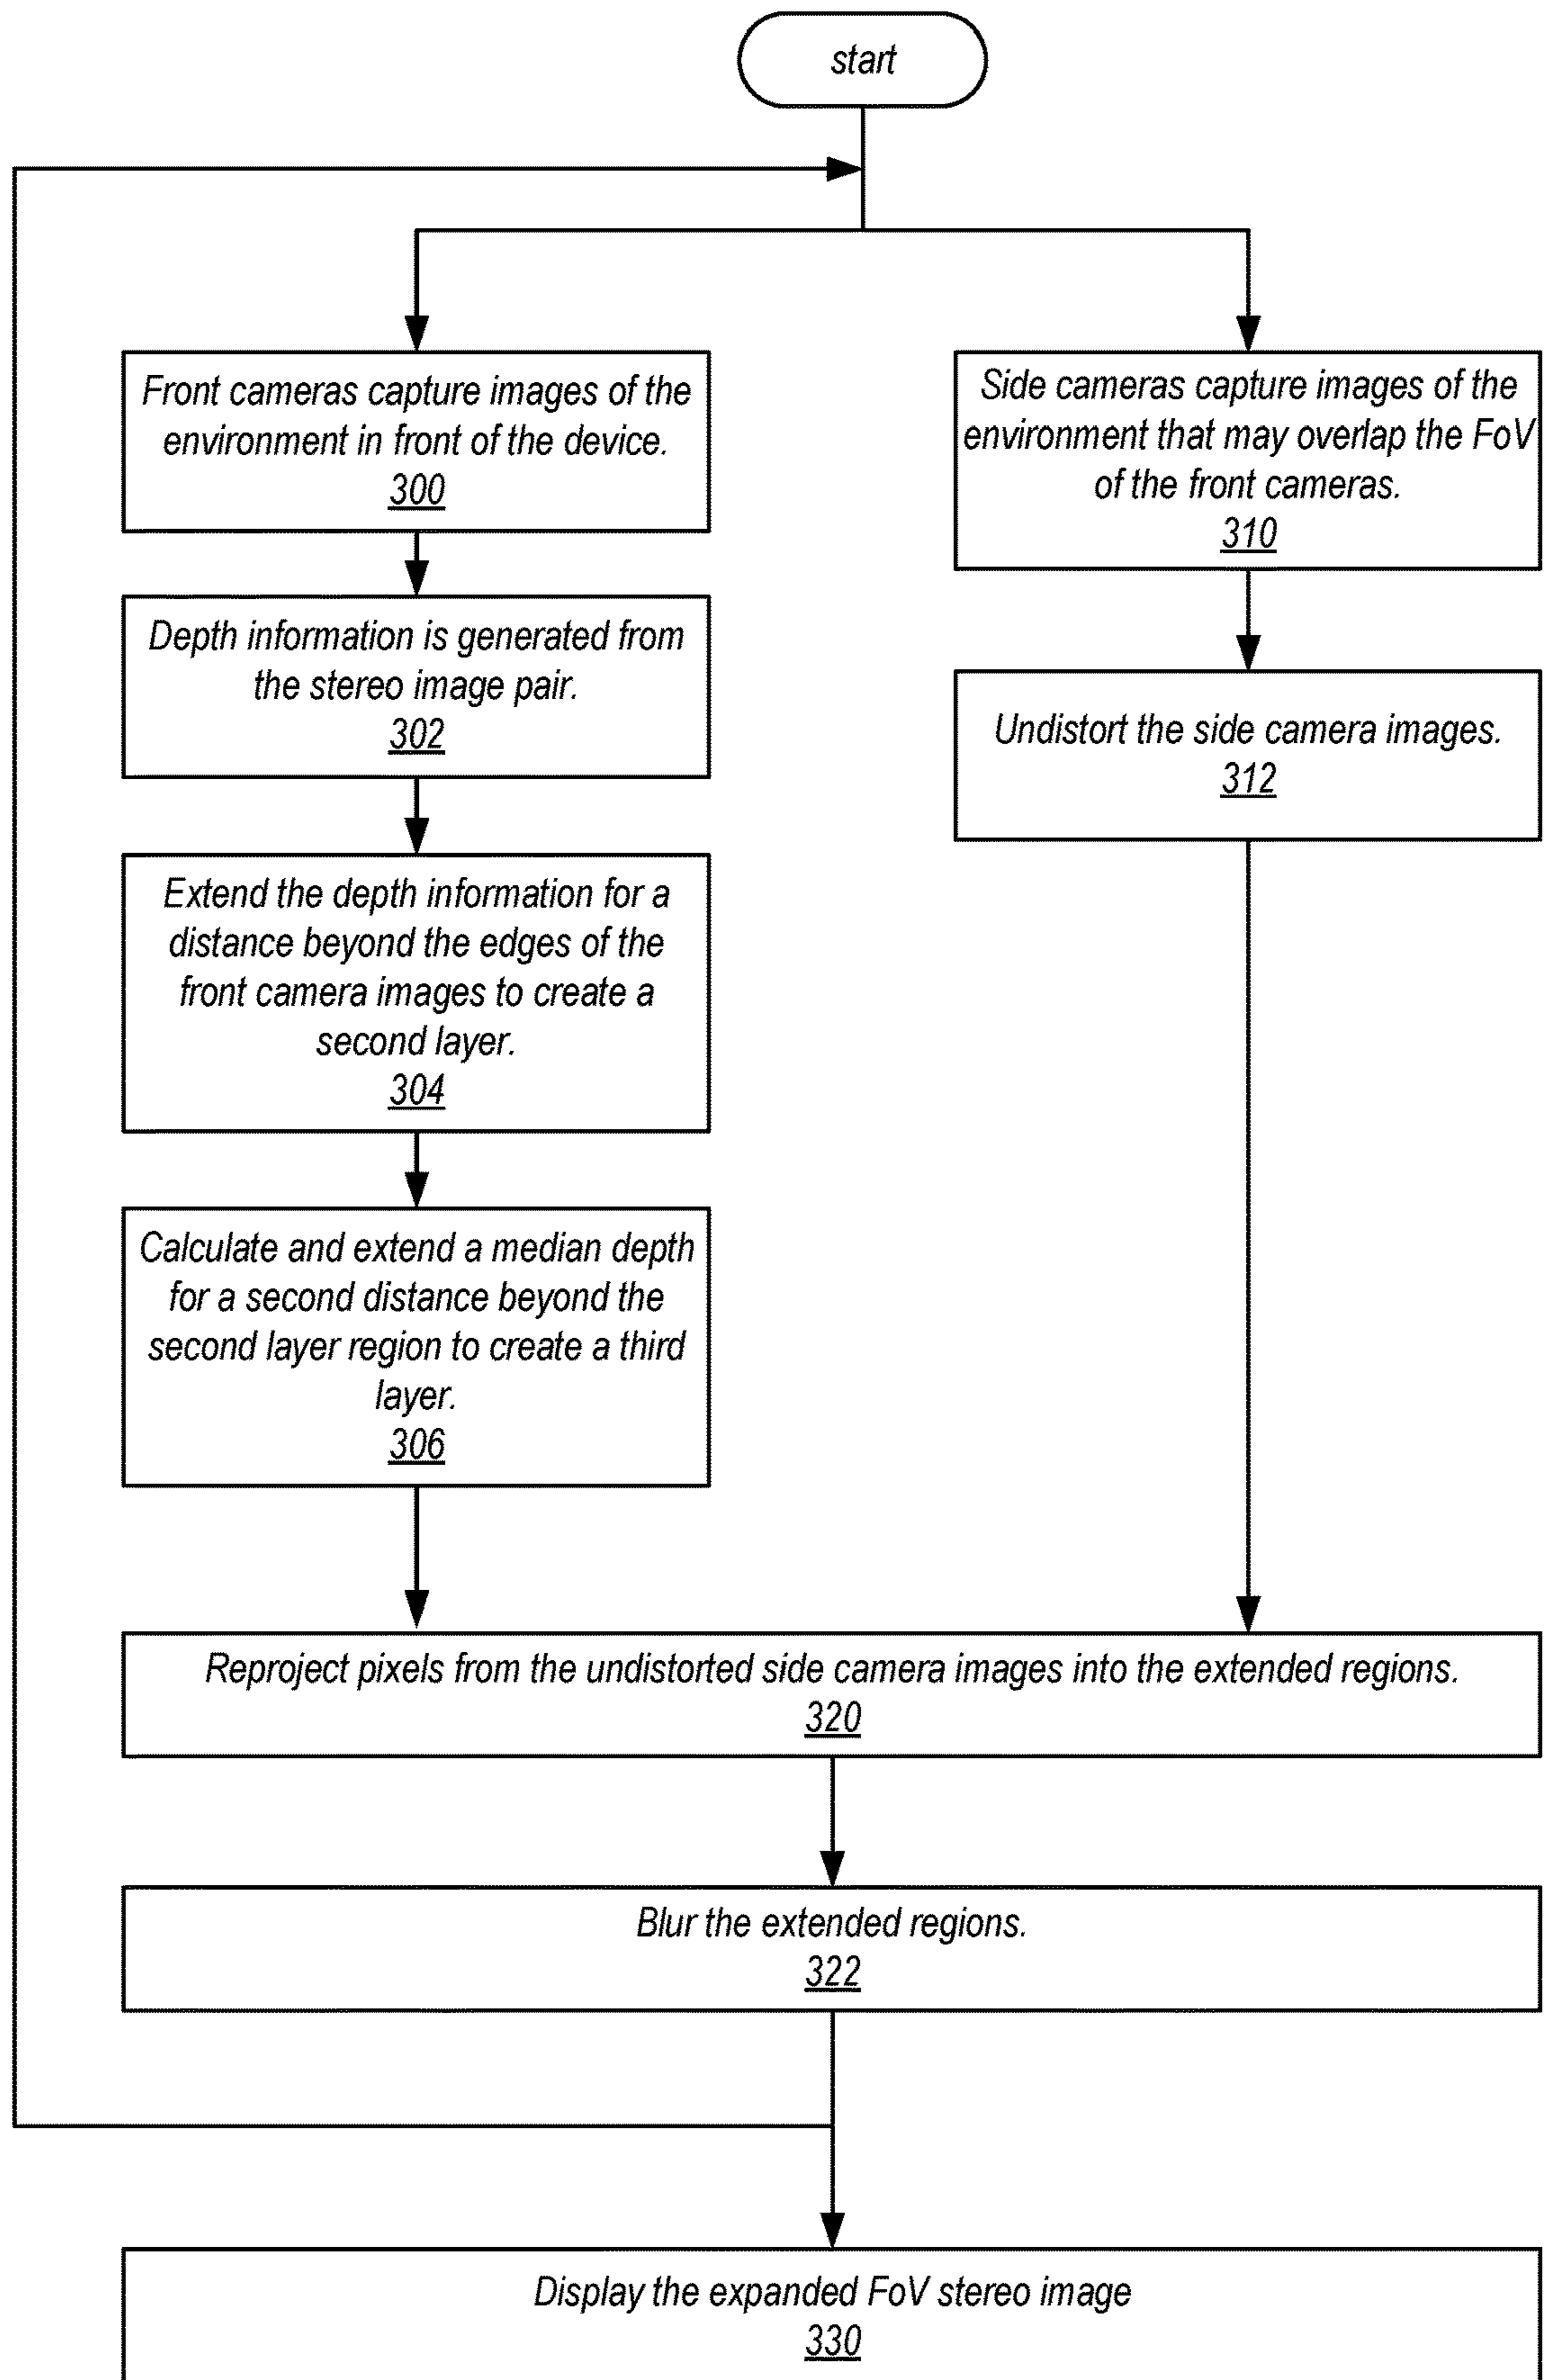 start
Front cameras capture images of the
environment in front of the device.
300
Depth information is generated from
the stereo image pair.
302
Extend the depth information for a
distance beyond the edges of the
front camera images to create a
second layer.
304
Calculate and extend a median depth
for a second distance beyond the
second layer region to create a third
layer.
306
Side cameras capture images of the
environment that may overlap the FoV
of the front cameras.
310
Undistort the side camera images.
312
Reproject pixels from the undistorted side camera images into the extended regions.
320
Blur the extended regions.
322
Display the expanded FoV stereo image
330